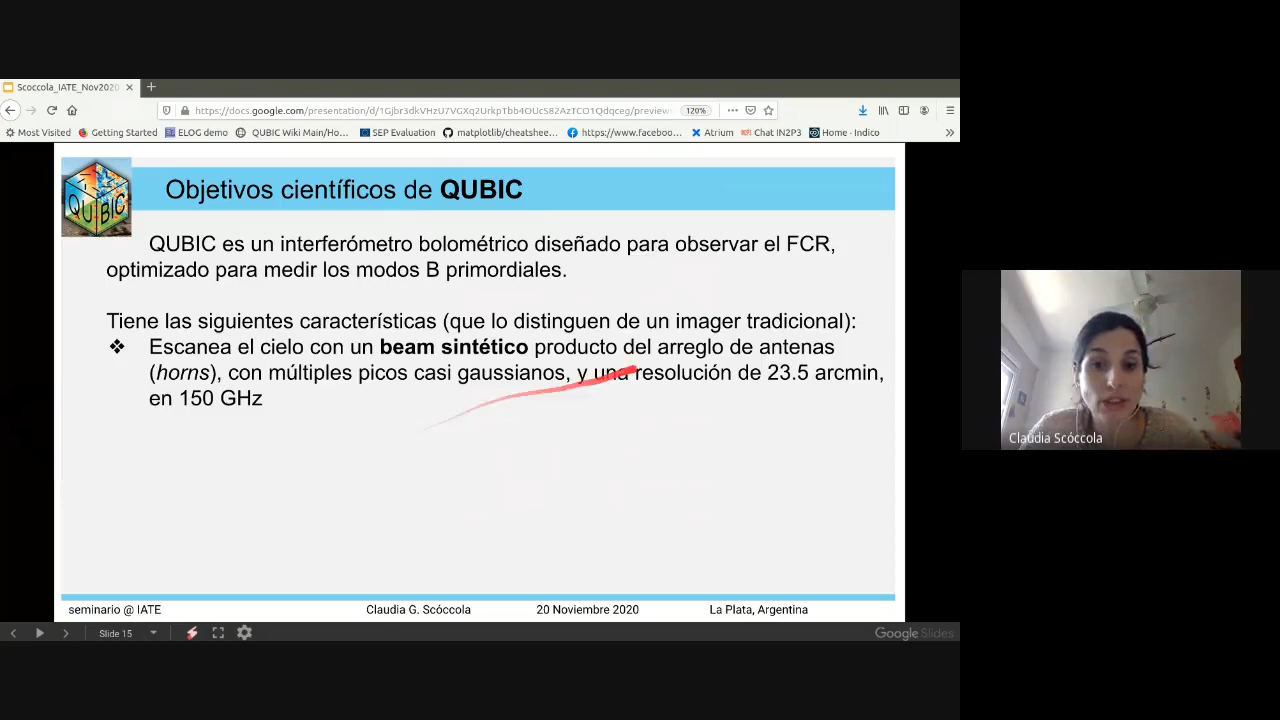 Scoccola_IATE_Nov2020
https://docs.google.com/presentation/d/1Gjbr3dkVHzU7VGXq2UrkpTbb4OUcS82AzTCO1Qdqceg/preview
120%
Most Visited Getting Started ELOG demo QUBIC Wiki Main/Ho... SEP Evaluation matplotlib/cheatshee... https://www.faceboo... Atrium Chat IN2P3 Home · Indico
QUBIC
Objetivos científicos de QUBIC
QUBIC es un interferómetro bolométrico diseñado para observar el FCR,
optimizado para medir los modos B primordiales.
Tiene las siguientes características (que lo distinguen de un imager tradicional):
❖ Escanea el cielo con un beam sintético producto del arreglo de antenas
(horns), con múltiples picos casi gaussianos, y una resolución de 23.5 arcmin,
en 150 GHz
Claudia Scóccola
seminario @ IATE Claudia G. Scóccola 20 Noviembre 2020 La Plata, Argentina
Slide 15
Google Slides